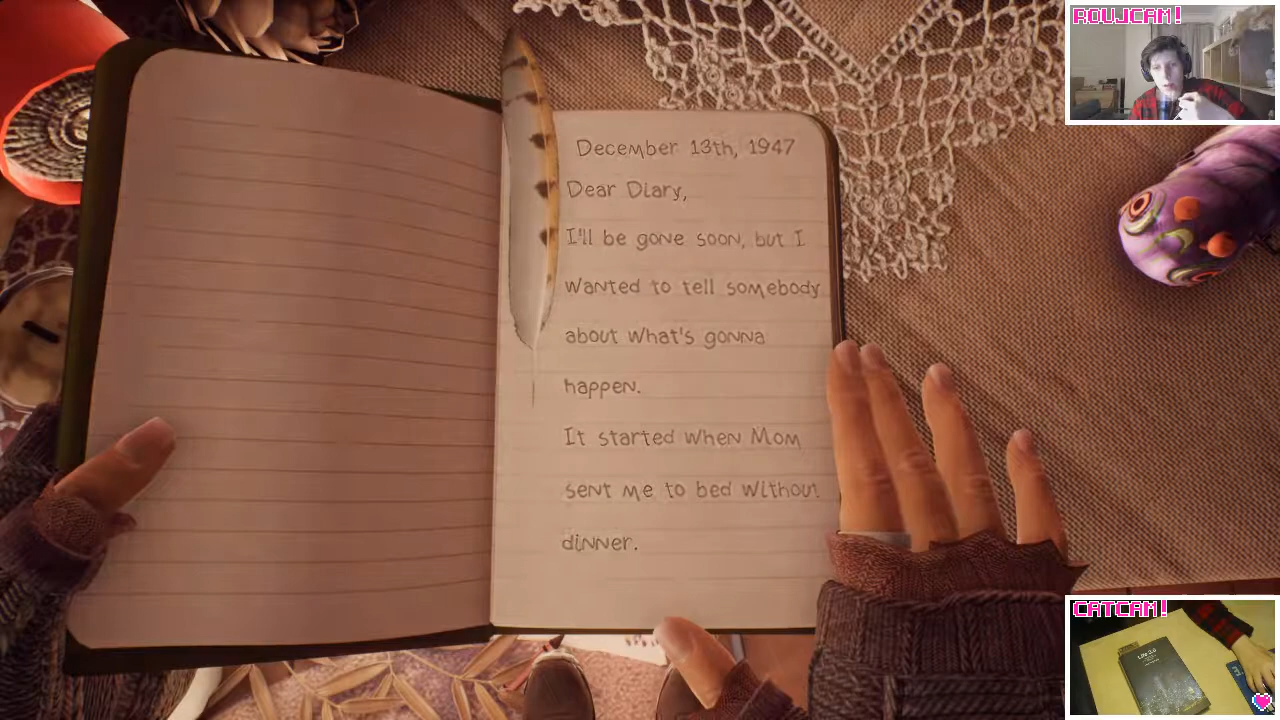 ROUJCAM!
December 13th, 1947
Dear Diary,
I'll be gone soon, but I
wanted to tell somebody
about what's gonna
happen.
It started when Mom
sent me to bed without
dinner.
CATCAM!